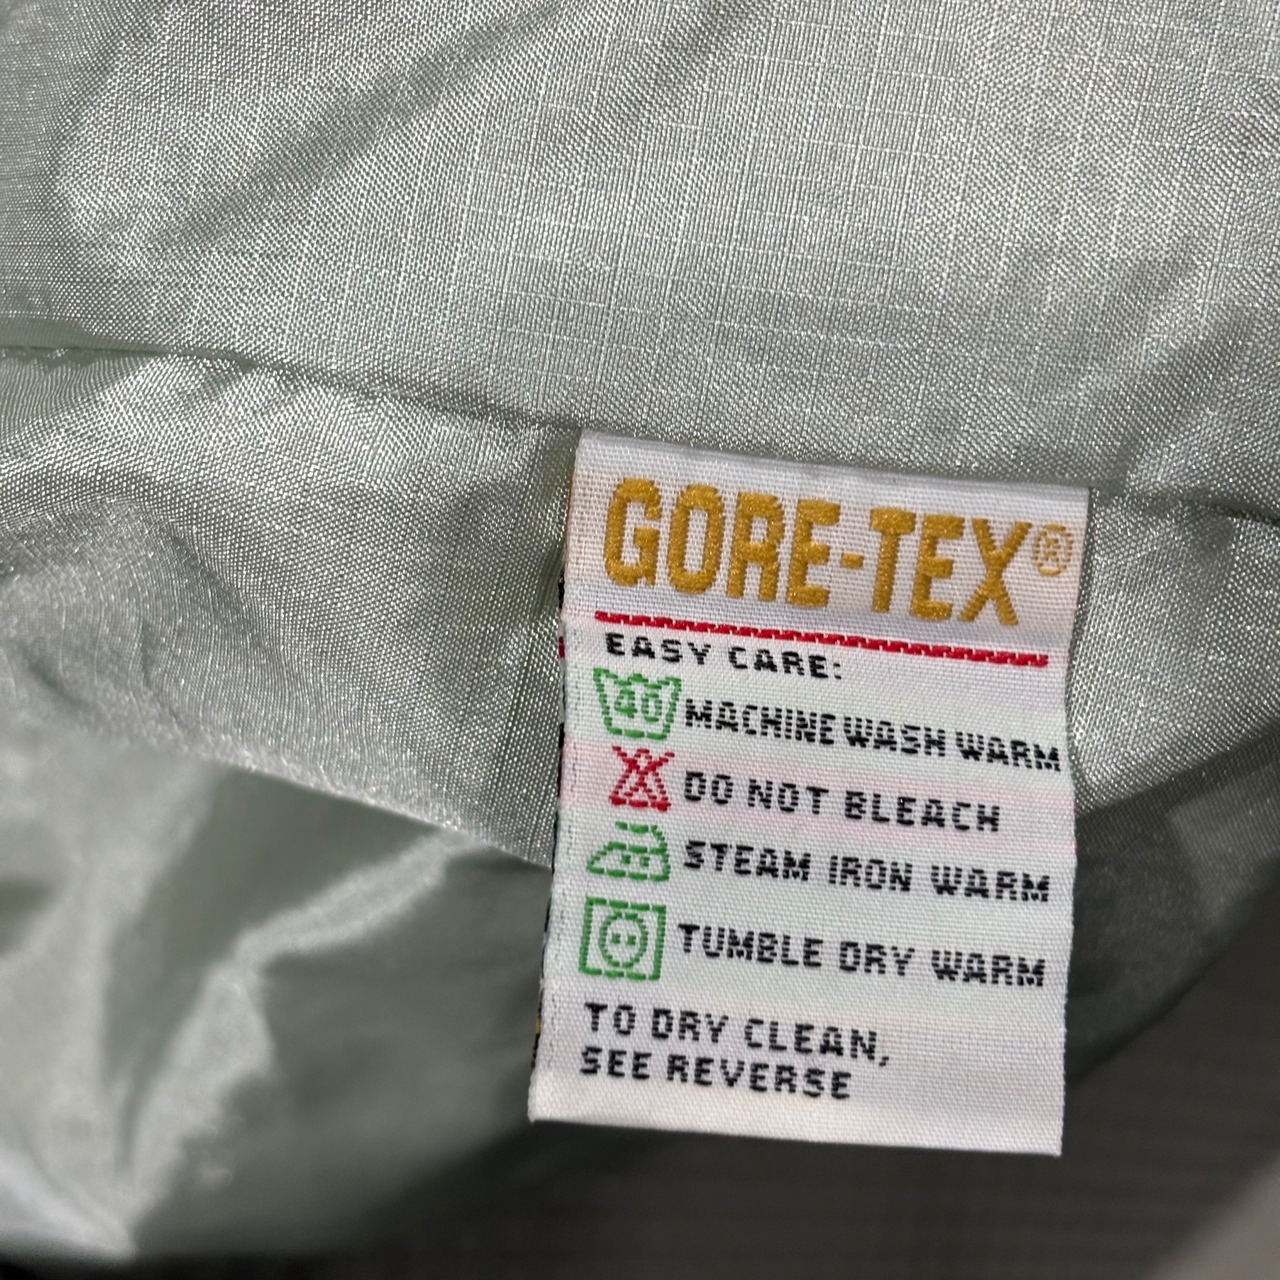 GORE-TEX®
EASY CARE:
40 MACHINE WASH WARM
DO NOT BLEACH
STEAM IRON WARM
TUMBLE DRY WARM
TO DRY CLEAN,
SEE REVERSE